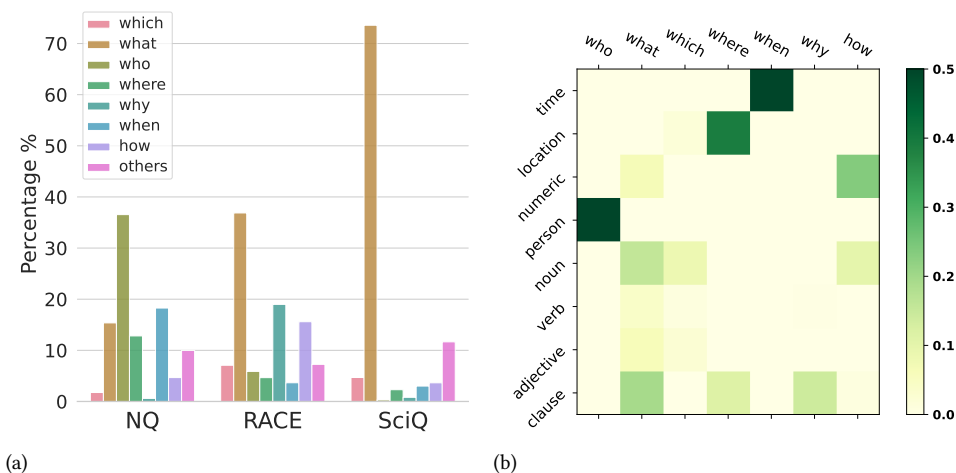 which
what
who
where
why
when
how
others
Percentage %
70
60
50
40
30
20
10
0
NQ RACE SciQ
(a)
who what which where when why how
time
location
numeric
person
noun
verb
adjective
clause
0.5
0.4
0.3
0.2
0.1
0.0
(b)